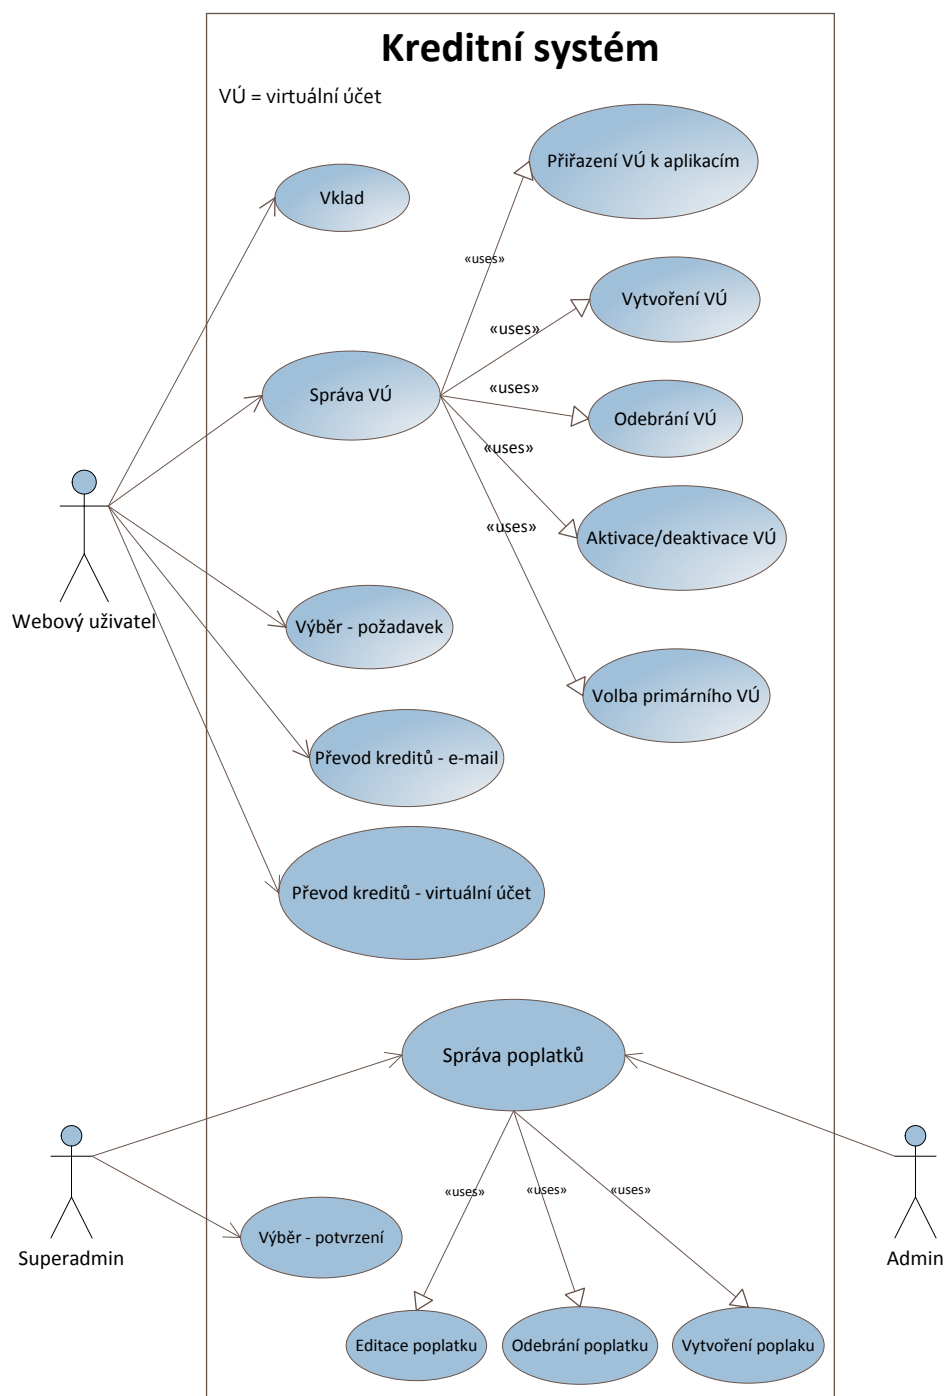 Kreditní systém
VÚ = virtuální účet
Přiřazení VÚ k aplikacím
Vklad
«uses»
Vytvoření VÚ
«uses»
Správa VÚ
«uses»
Odebrání VÚ
«uses»
«uses»
Aktivace/deaktivace VÚ
Webový uživatel
Výběr - požadavek
Volba primárního VÚ
Převod kreditů - e-mail
Převod kreditů - virtuální účet
Správa poplatků
«uses»
«uses»
«uses»
Výběr - potvrzení
Superadmin
Admin
Editace poplatku
Odebrání poplatku
Vytvoření poplaku